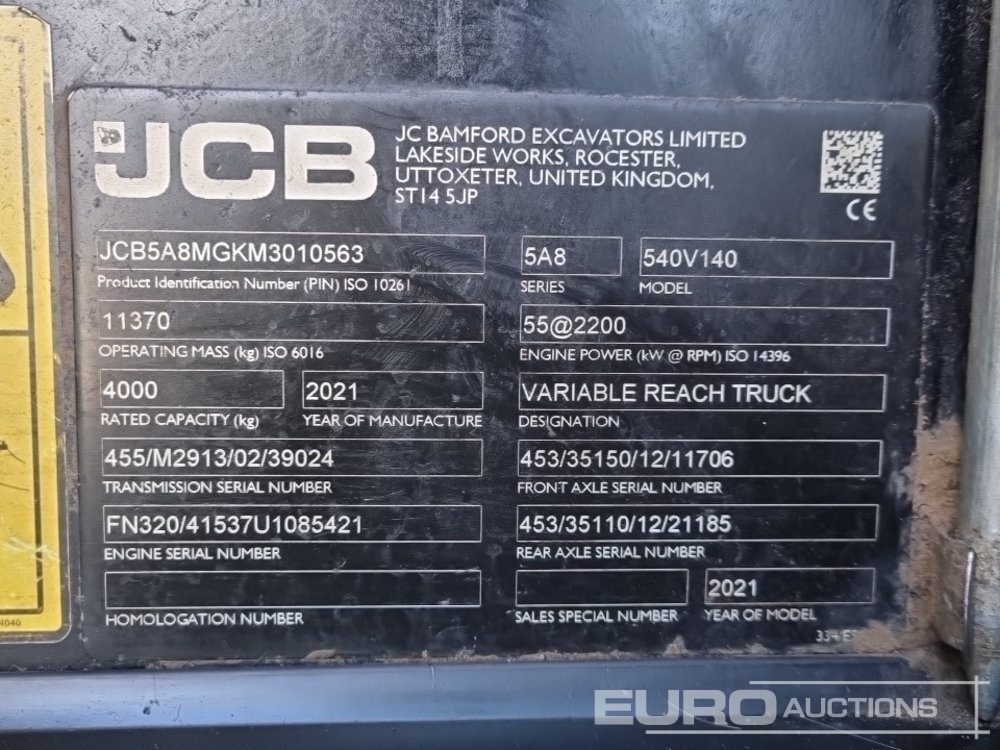 JCB
JC BAMFORD EXCAVATORS LIMITED
LAKESIDE WORKS, ROCESTER,
UTTOXETER, UNITED KINGDOM,
ST14 5JP
CE
JCB5A8MGKM3010563
Product Identification Number (PIN) ISO 10261
5A8
SERIES
540V140
MODEL
11370
OPERATING MASS (kg) ISO 6016
55@2200
ENGINE POWER (kW @ RPM) ISO 14396
4000
RATED CAPACITY (kg)
2021
YEAR OF MANUFACTURE
VARIABLE REACH TRUCK
DESIGNATION
455/M2913/02/39024
TRANSMISSION SERIAL NUMBER
453/35150/12/11706
FRONT AXLE SERIAL NUMBER
FN320/41537U1085421
ENGINE SERIAL NUMBER
453/35110/12/21185
REAR AXLE SERIAL NUMBER
HOMOLOGATION NUMBER
SALES SPECIAL NUMBER
2021
YEAR OF MODEL
4040
EURO AUCTIONS